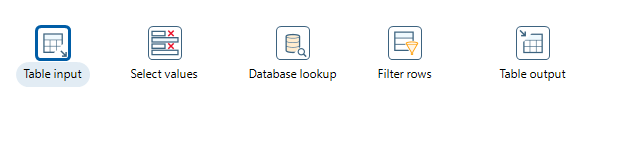 Table input
Select values
Database lookup
Filter rows
Table output